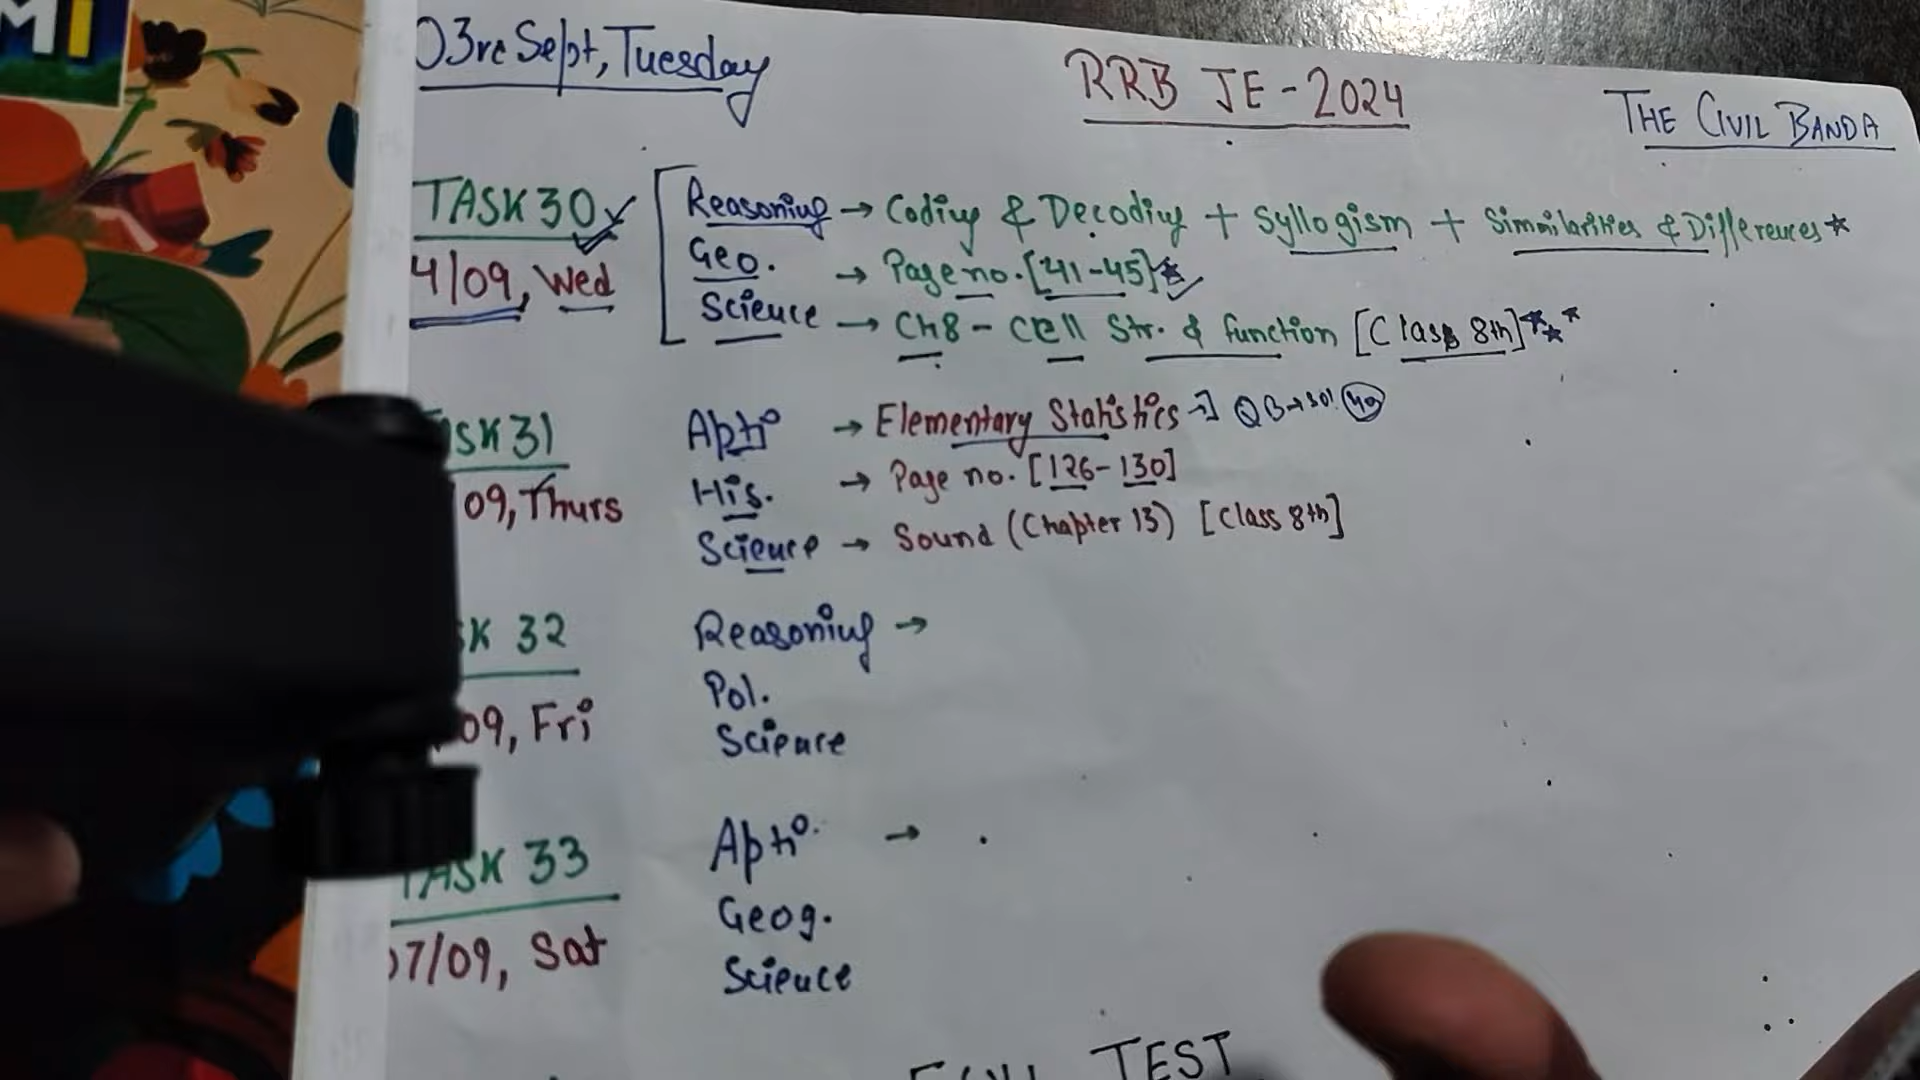 MI
03rd Sept, Tuesday
RRB JE-2024
THE CIVIL BANDA
TASK 30
4/09, Wed
Reasoning → Coding & Decoding + Syllogism + Similarities & Differences
Geo. → Page no. [41-45]
Science → Ch8 - Cell Str. & function [Class 8th]
SK 31
09, Thurs
Apti → Elementary Statistics → QB→30!
His. → Page no. [126-130]
Science → Sound (Chapter 13) [Class 8th]
K 32
09, Fri
Reasoning →
Pol.
Science
TASK 33
07/09, Sat
Apti →
Geog.
Science
TEST